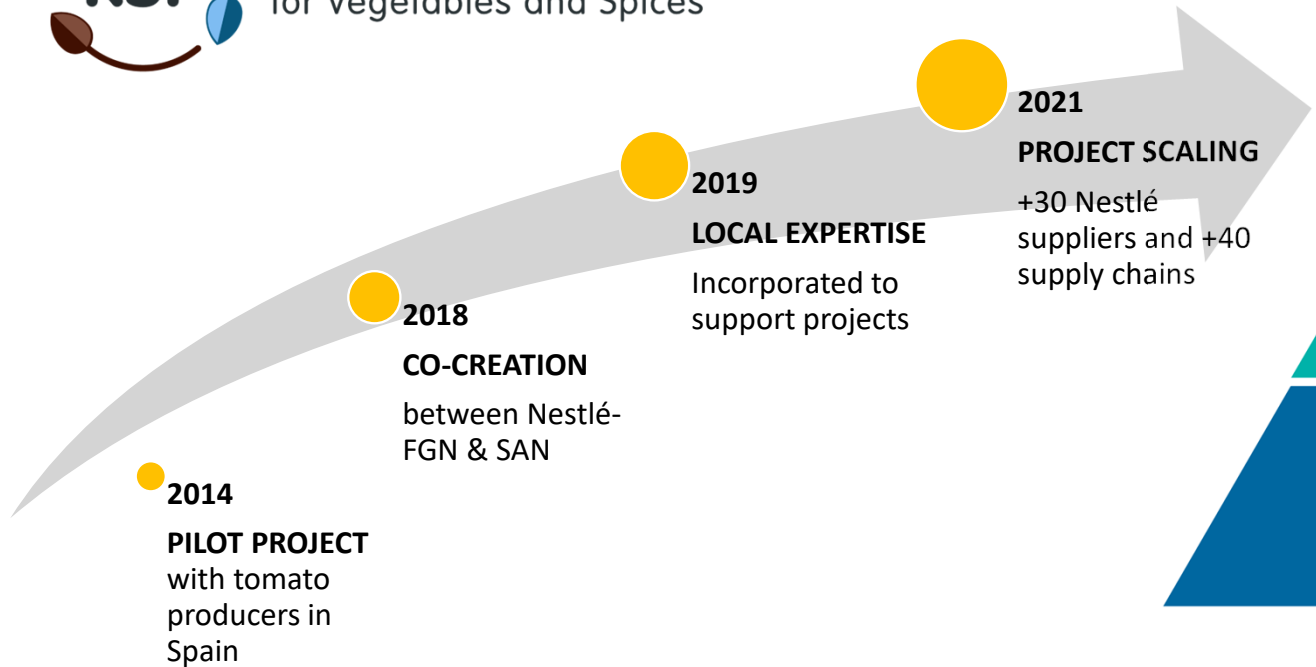 for Vegetables and Spices
2014
PILOT PROJECT
with tomato
producers in
Spain
2018
CO-CREATION
between Nestlé-
FGN & SAN
2019
LOCAL EXPERTISE
Incorporated to
support projects
2021
PROJECT SCALING
+30 Nestlé
suppliers and +40
supply chains